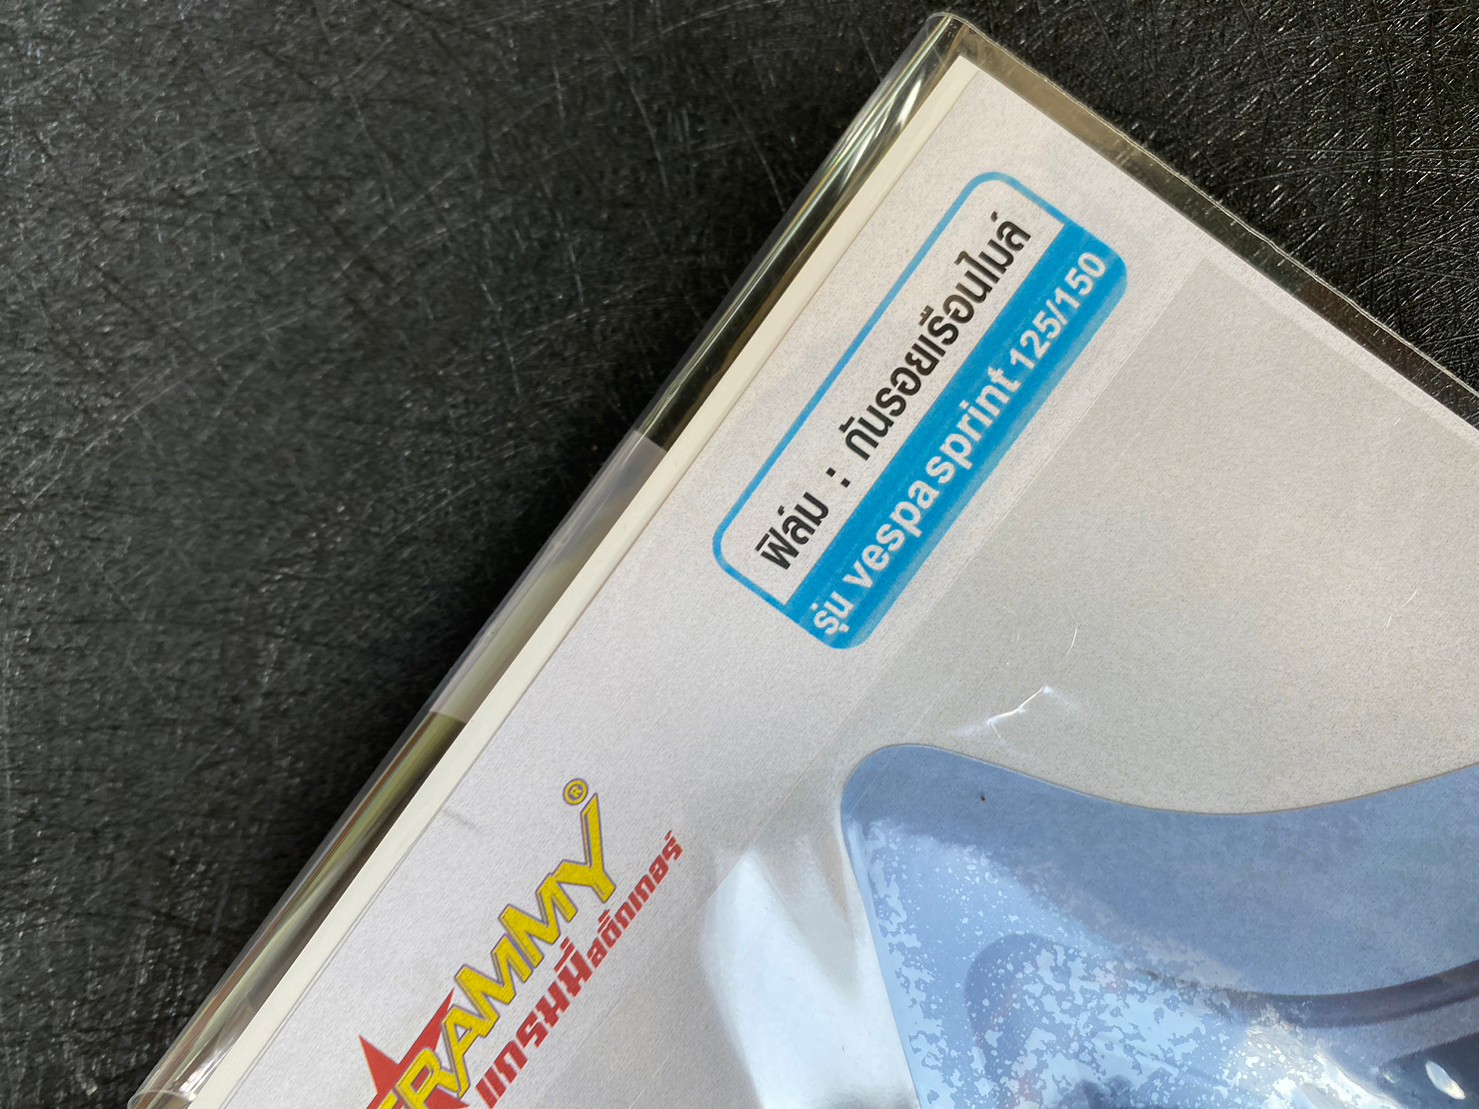 ฟิล์ม : กันรอยเรือนไมล์
รุ่น vespa sprint 125/150
RAMMY®
แกรมมี่สติ๊กเกอร์